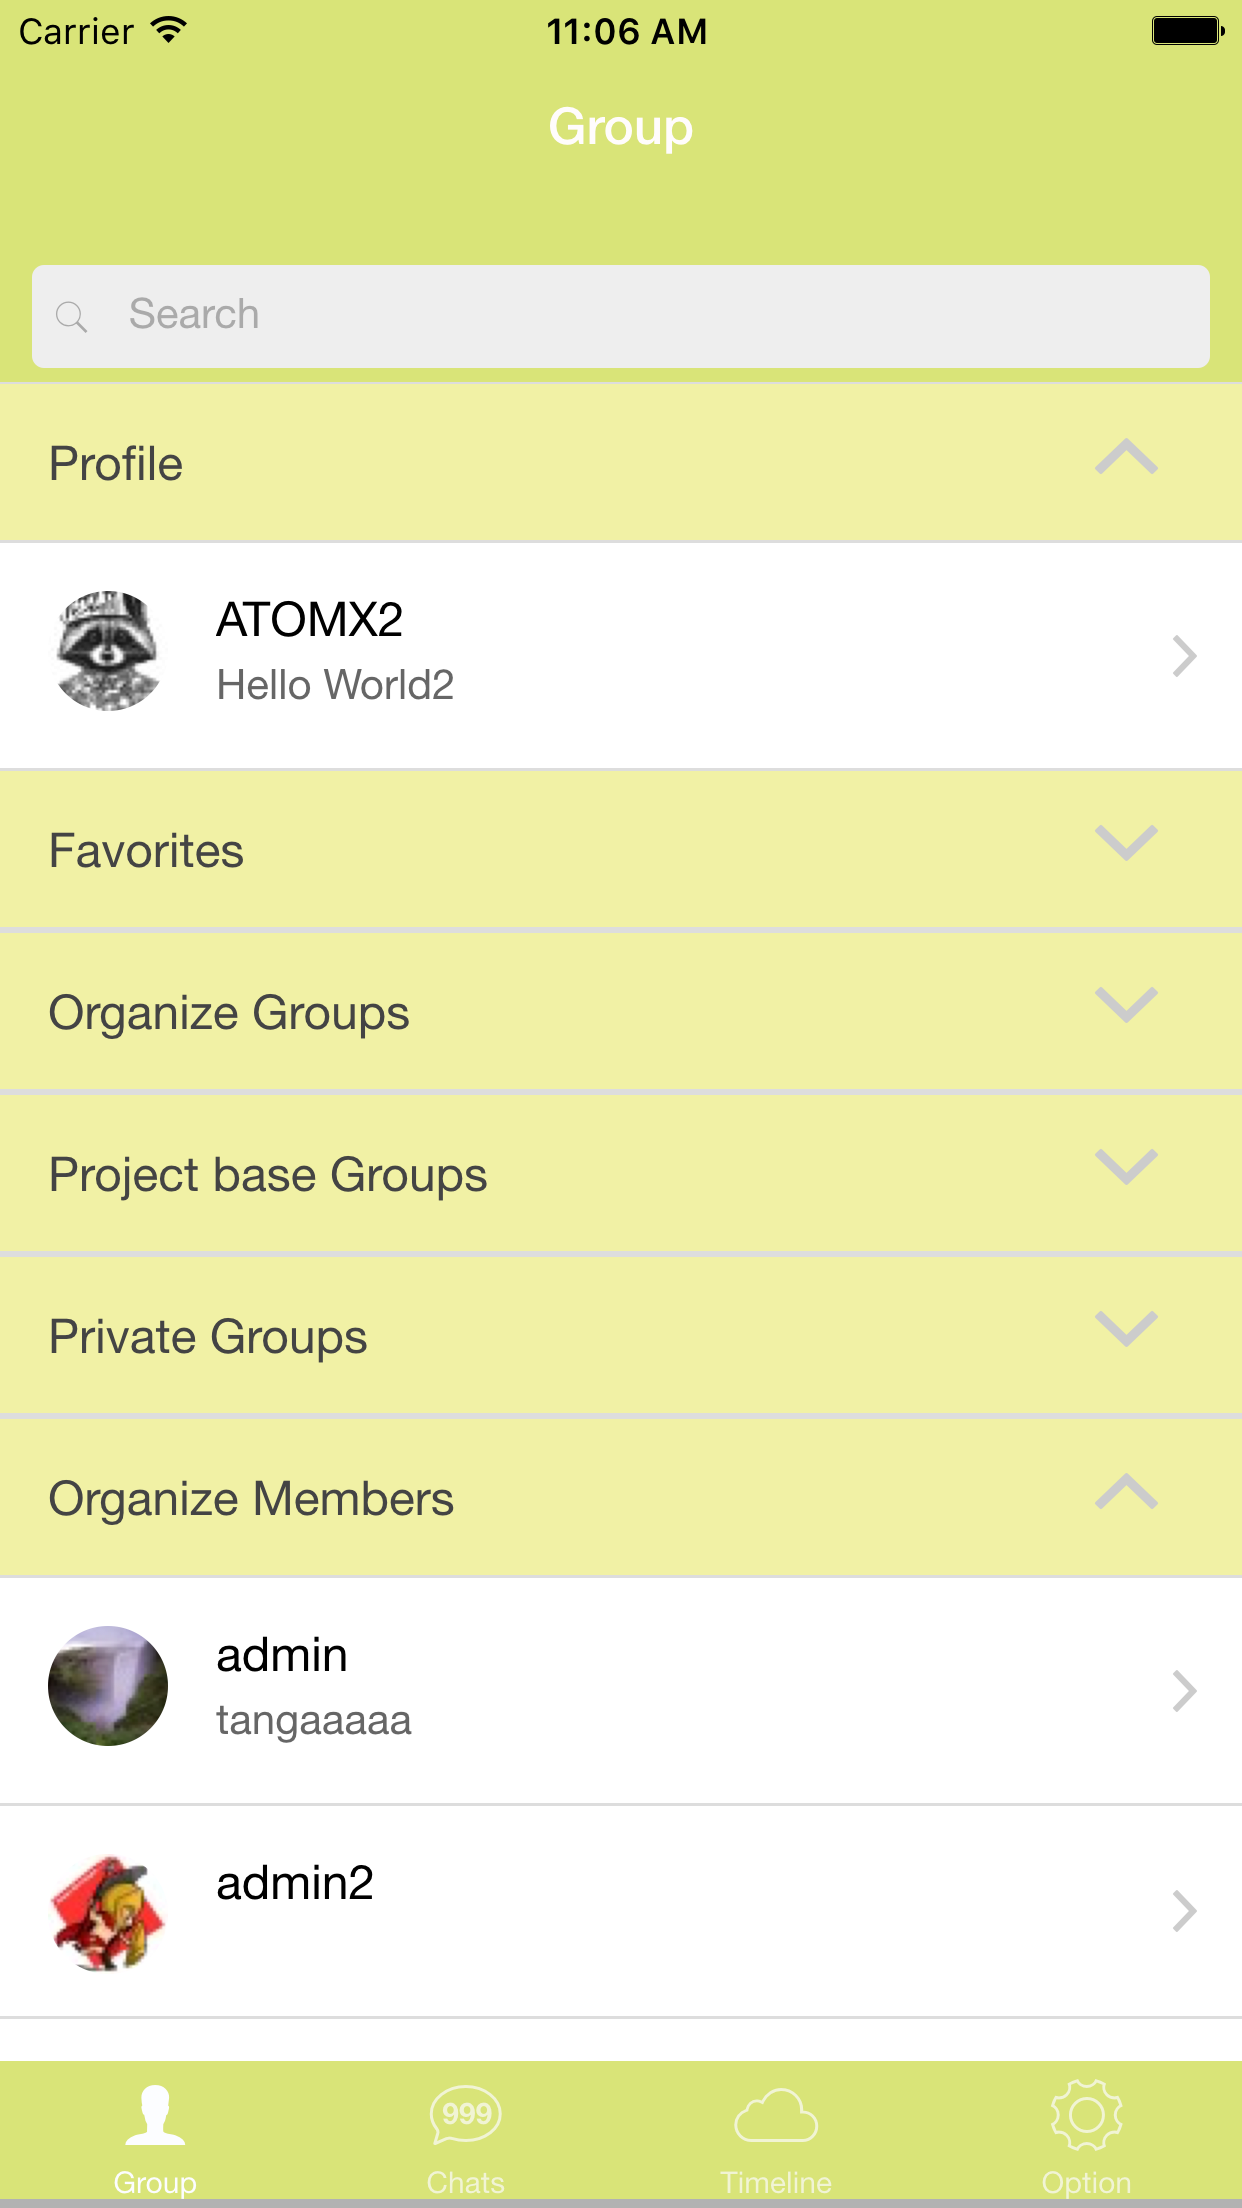 Carrier 11:06 AM
Group
Search
Profile
ATOMX2
Hello World2
Favorites
Organize Groups
Project base Groups
Private Groups
Organize Members
admin
tangaaaaa
admin2
999
Group Chats Timeline Option